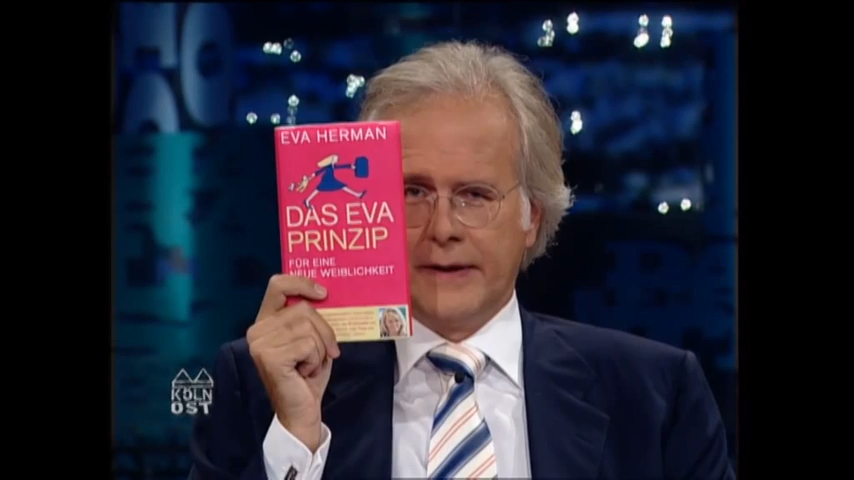 EVA HERMAN
DAS EVA
PRINZIP
FÜR EINE
NEUE WEIBLICHKEIT
KÖLN
OST